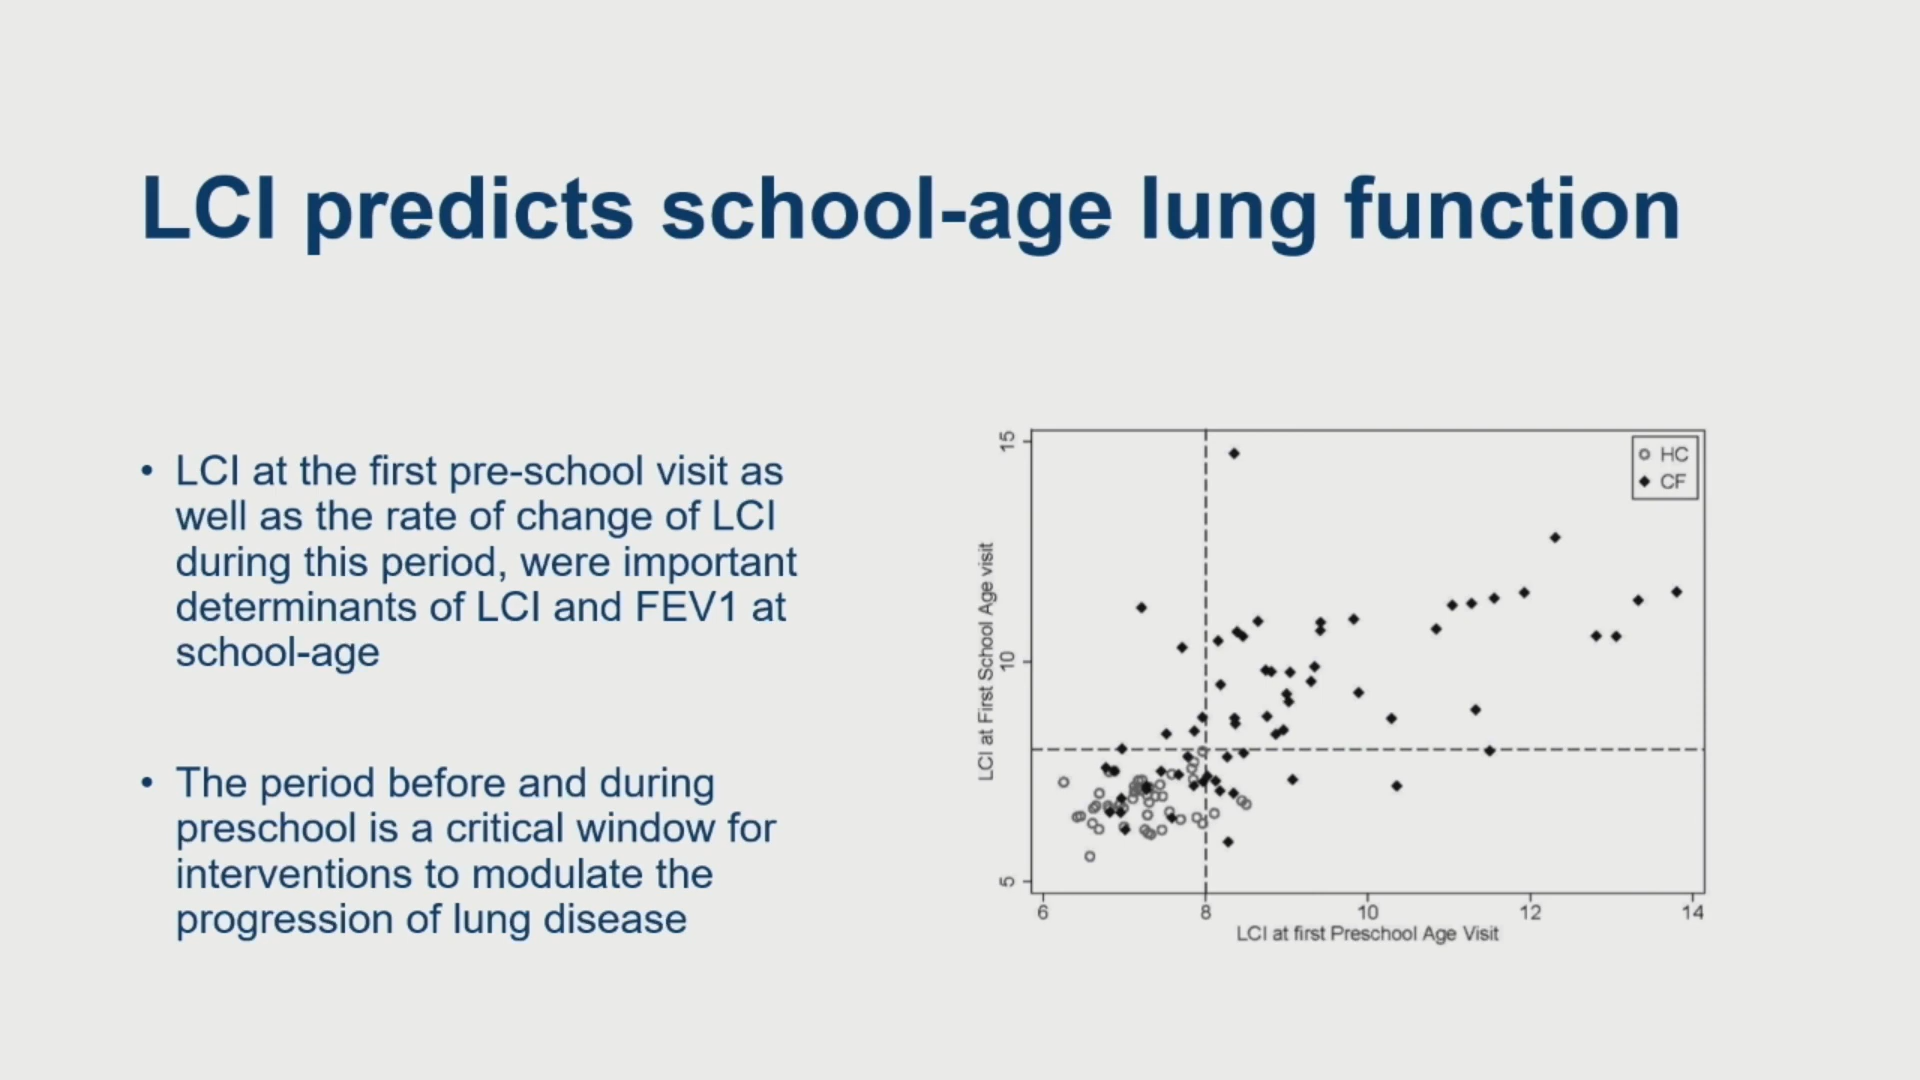 LCI predicts school-age lung function
• LCI at the first pre-school visit as
well as the rate of change of LCI
during this period, were important
determinants of LCI and FEV1 at
school-age
• The period before and during
preschool is a critical window for
interventions to modulate the
progression of lung disease
HC
CF
LCI at First School Age visit
15
10
5
6 8 10 12 14
LCI at first Preschool Age Visit